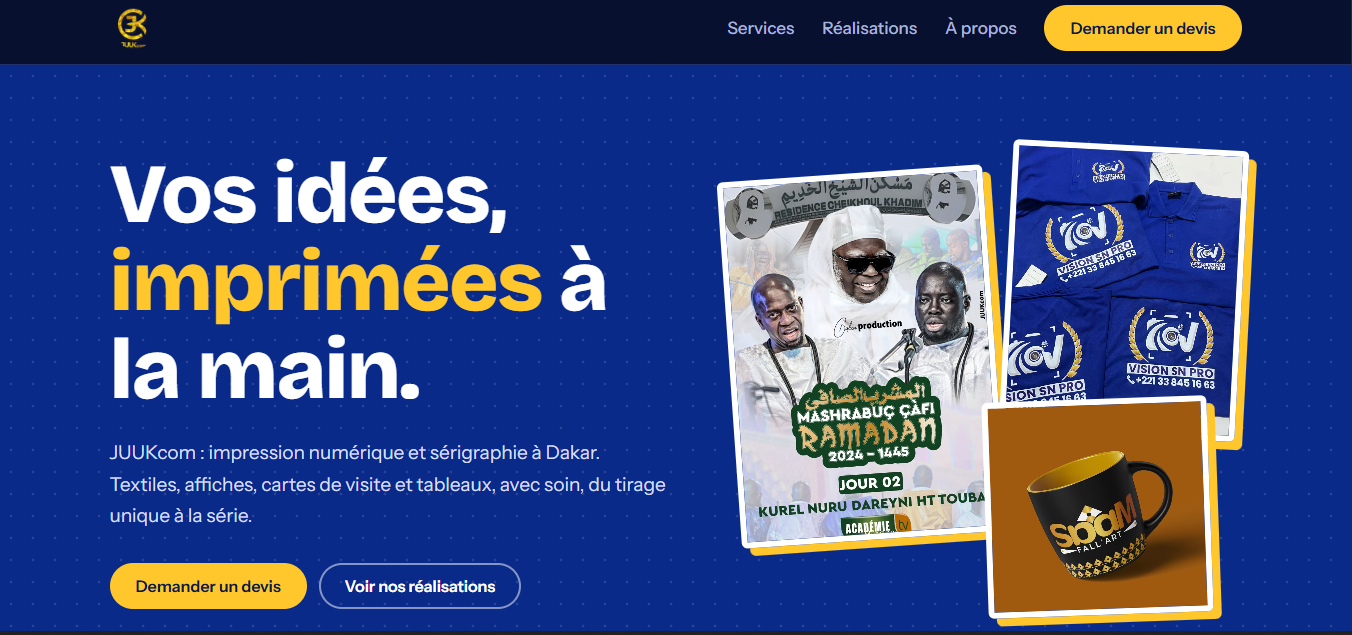 JUUKcom
Services
Réalisations
À propos
Demander un devis
Vos idées,
imprimées à
la main.
JUUKcom : impression numérique et sérigraphie à Dakar.
Textiles, affiches, cartes de visite et tableaux, avec soin, du tirage
unique à la série.
Demander un devis
Voir nos réalisations
مسكن الشيخ الخديم
RESIDENCE CHEIKHOUL KHADIM
production
JUUK.com
المشرب الصافي
MASHRABUÇ ÇÀFI
RAMADAN
2024 - 1445
JOUR 02
KUREL NURU DAREYNI HT TOUBA
ACADÉMIE tv
VISION SN PRO
+221 33 845 16 63
VISION SN PRO
VISION SN PRO
+221 33 845 16 63
SpaaM
FALL'ART